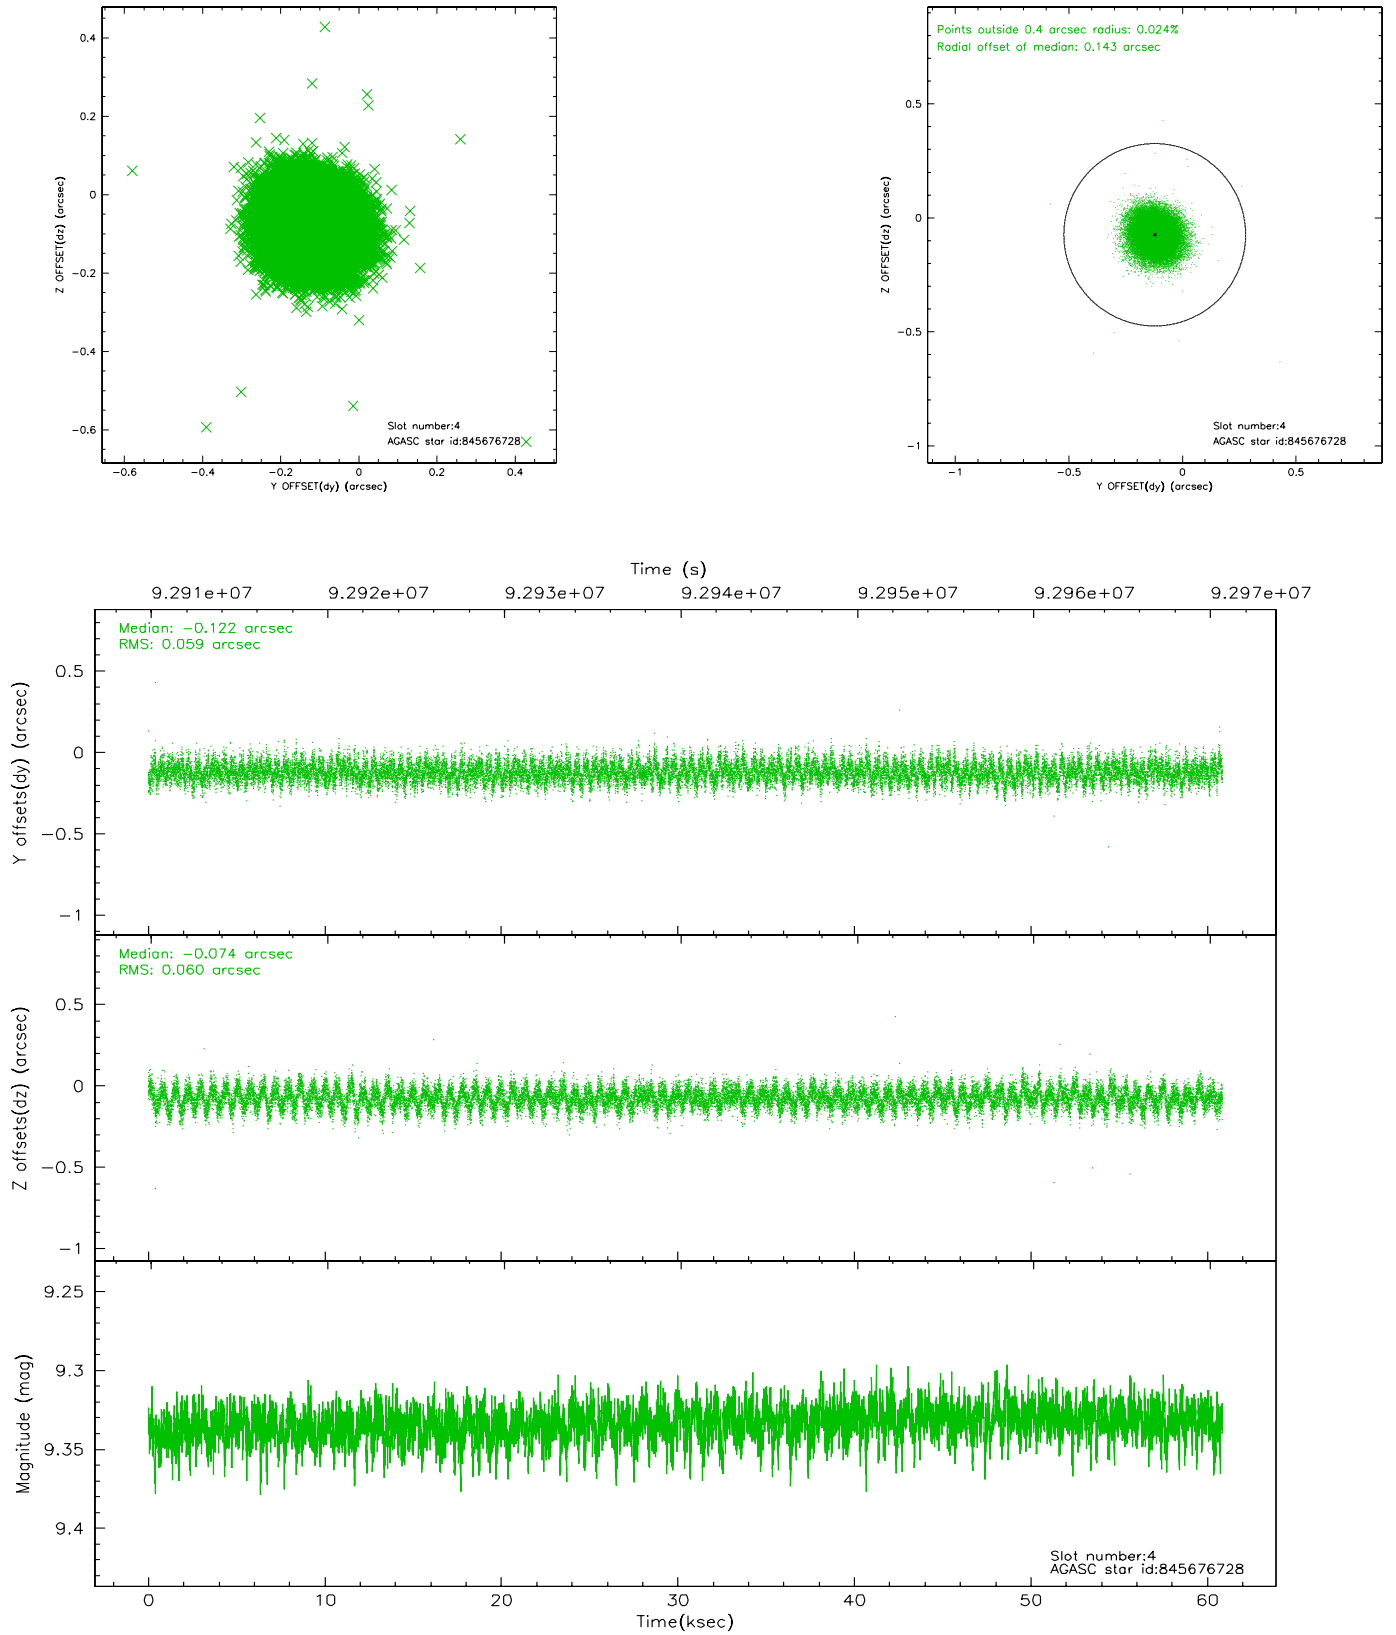 0.4
0.2
0
−0.2
−0.4
−0.6
Z OFFSET(dz) (arcsec)
Slot number:4
AGASC star id:845676728
−0.6 −0.4 −0.2 0 0.2 0.4
Y OFFSET(dy) (arcsec)
Points outside 0.4 arcsec radius: 0.024%
Radial offset of median: 0.143 arcsec
0.5
0
−0.5
−1
Z OFFSET(dz) (arcsec)
Slot number:4
AGASC star id:845676728
−1 −0.5 0 0.5
Y OFFSET(dy) (arcsec)
Time (s)
9.291e+07 9.292e+07 9.293e+07 9.294e+07 9.295e+07 9.296e+07 9.297e+07
Median: −0.122 arcsec
RMS: 0.059 arcsec
0.5
0
−0.5
−1
Y offsets(dy) (arcsec)
Median: −0.074 arcsec
RMS: 0.060 arcsec
0.5
0
−0.5
−1
Z offsets(dz) (arcsec)
9.25
9.3
9.35
9.4
Magnitude (mag)
Slot number:4
AGASC star id:845676728
0 10 20 30 40 50 60
Time(ksec)